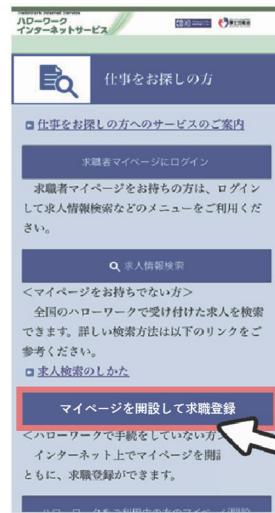 ハローワーク
インターネットサービス
仕事をお探しの方
仕事をお探しの方へのサービスのご案内
求職者マイページにログイン
求職者マイページをお持ちの方は、ログイン
して求人情報検索などのメニューをご利用くだ
さい。
求人情報検索
＜マイページをお持ちでない方＞
全国のハローワークで受け付けた求人を検索
できます。詳しい検索方法は以下のリンクをご
参考ください。
求人検索のしかた
マイページを開設して求職登録
＜ハローワークで手続をしていない方
インターネット上でマイページを開
ともに、求職登録ができます。